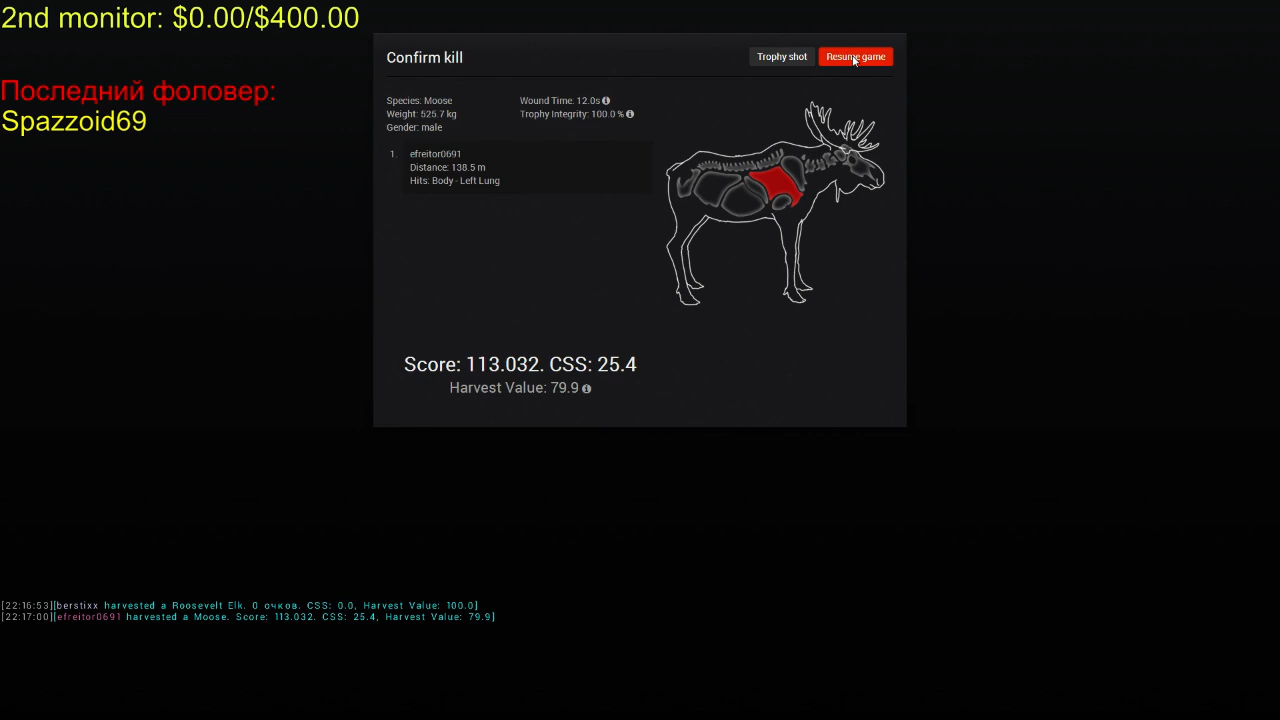 2nd monitor: $0.00/$400.00
Последний фоловер:
Spazzoid69
Confirm kill
Trophy shot
Resume game
Species: Moose
Weight: 525.7 kg
Gender: male
Wound Time: 12.0s
Trophy Integrity: 100.0 %
1. efreitor0691
Distance: 138.5 m
Hits: Body - Left Lung
Score: 113.032. CSS: 25.4
Harvest Value: 79.9
[22:16:53][berstixx harvested a Roosevelt Elk. 0 очков. CSS: 0.0, Harvest Value: 100.0]
[22:17:00][efreitor0691 harvested a Moose. Score: 113.032. CSS: 25.4, Harvest Value: 79.9]